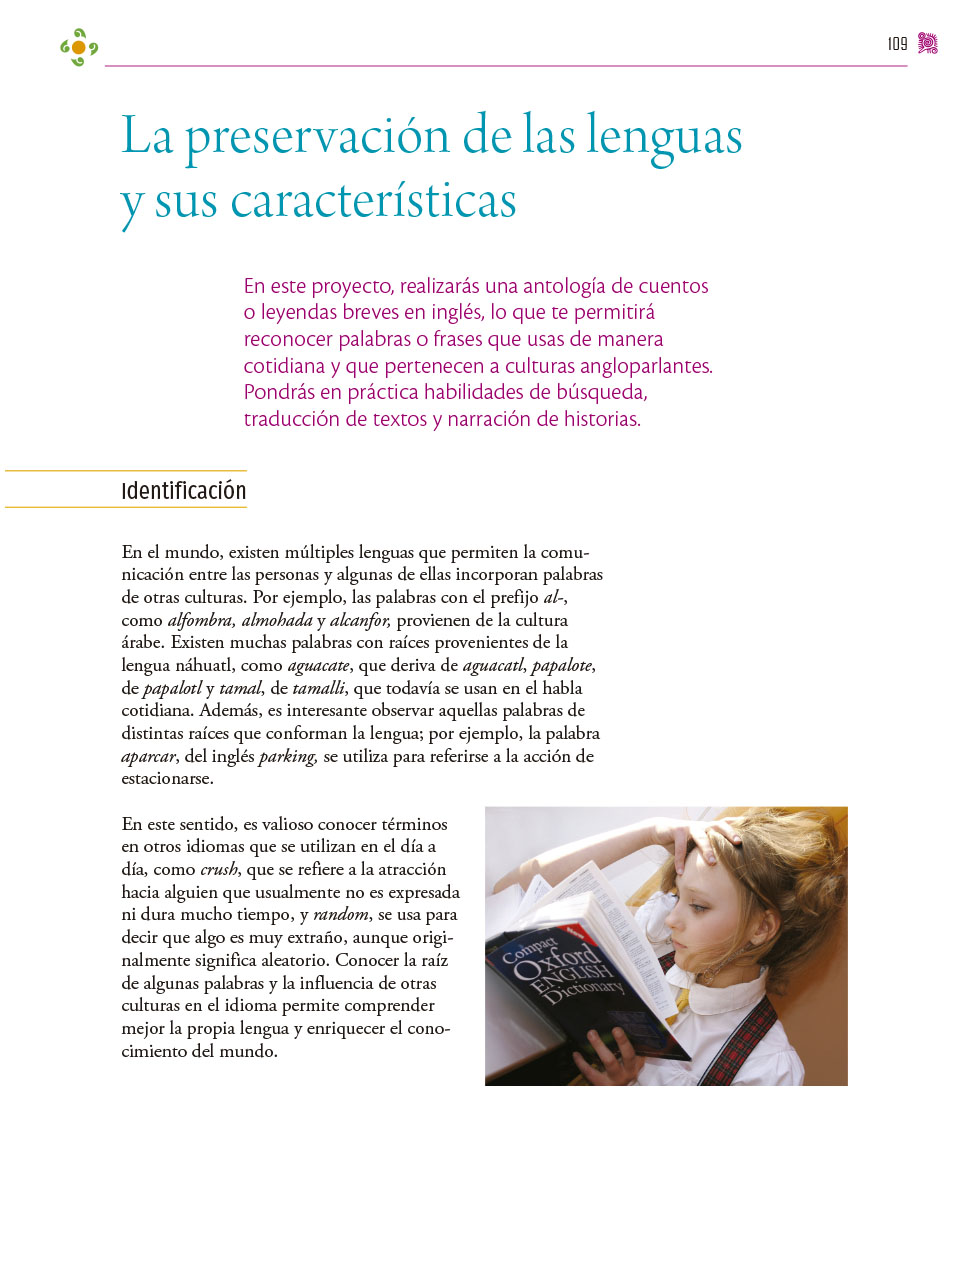 109
La preservación de las lenguas
y sus características
En este proyecto, realizarás una antología de cuentos
o leyendas breves en inglés, lo que te permitirá
reconocer palabras o frases que usas de manera
cotidiana y que pertenecen a culturas angloparlantes.
Pondrás en práctica habilidades de búsqueda,
traducción de textos y narración de historias.
Identificación
En el mundo, existen múltiples lenguas que permiten la comu-
nicación entre las personas y algunas de ellas incorporan palabras
de otras culturas. Por ejemplo, las palabras con el prefijo al-,
como alfombra, almohada y alcanfor, provienen de la cultura
árabe. Existen muchas palabras con raíces provenientes de la
lengua náhuatl, como aguacate, que deriva de aguacatl, papalote,
de papalotl y tamal, de tamalli, que todavía se usan en el habla
cotidiana. Además, es interesante observar aquellas palabras de
distintas raíces que conforman la lengua; por ejemplo, la palabra
aparcar, del inglés parking, se utiliza para referirse a la acción de
estacionarse.
En este sentido, es valioso conocer términos
en otros idiomas que se utilizan en el día a
día, como crush, que se refiere a la atracción
hacia alguien que usualmente no es expresada
ni dura mucho tiempo, y random, se usa para
decir que algo es muy extraño, aunque origi-
nalmente significa aleatorio. Conocer la raíz
de algunas palabras y la influencia de otras
culturas en el idioma permite comprender
mejor la propia lengua y enriquecer el cono-
cimiento del mundo.
Compact
Oxford
ENGLISH
Dictionary